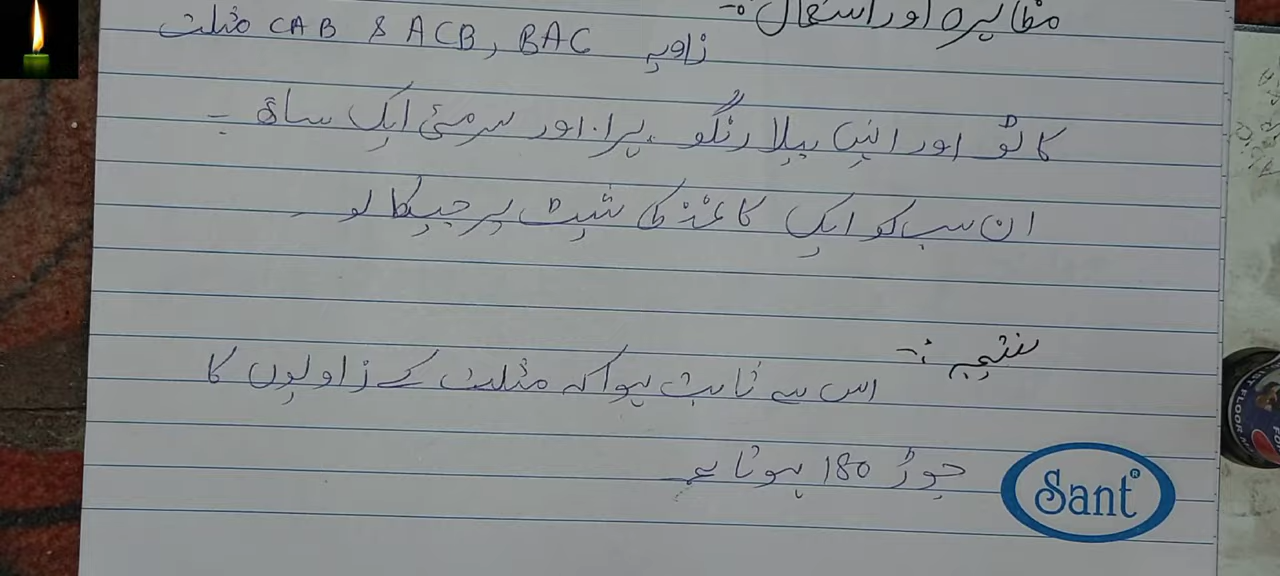 مظاہرہ اور استعمال :-
زاویہ BAC ,ACB & CAB مثلث
کاٹو اور انہیں پیلا رنگو ،ہرا، اور سرمئی ایک ساتھ -
ان سب کو ایک کاغذ کی شیٹ پر چپکا لو -
نتیجہ :-
اس سے ثابت ہوا کہ مثلث کے زاویوں کا
جوڑ 180 ہوتا ہے
Sant